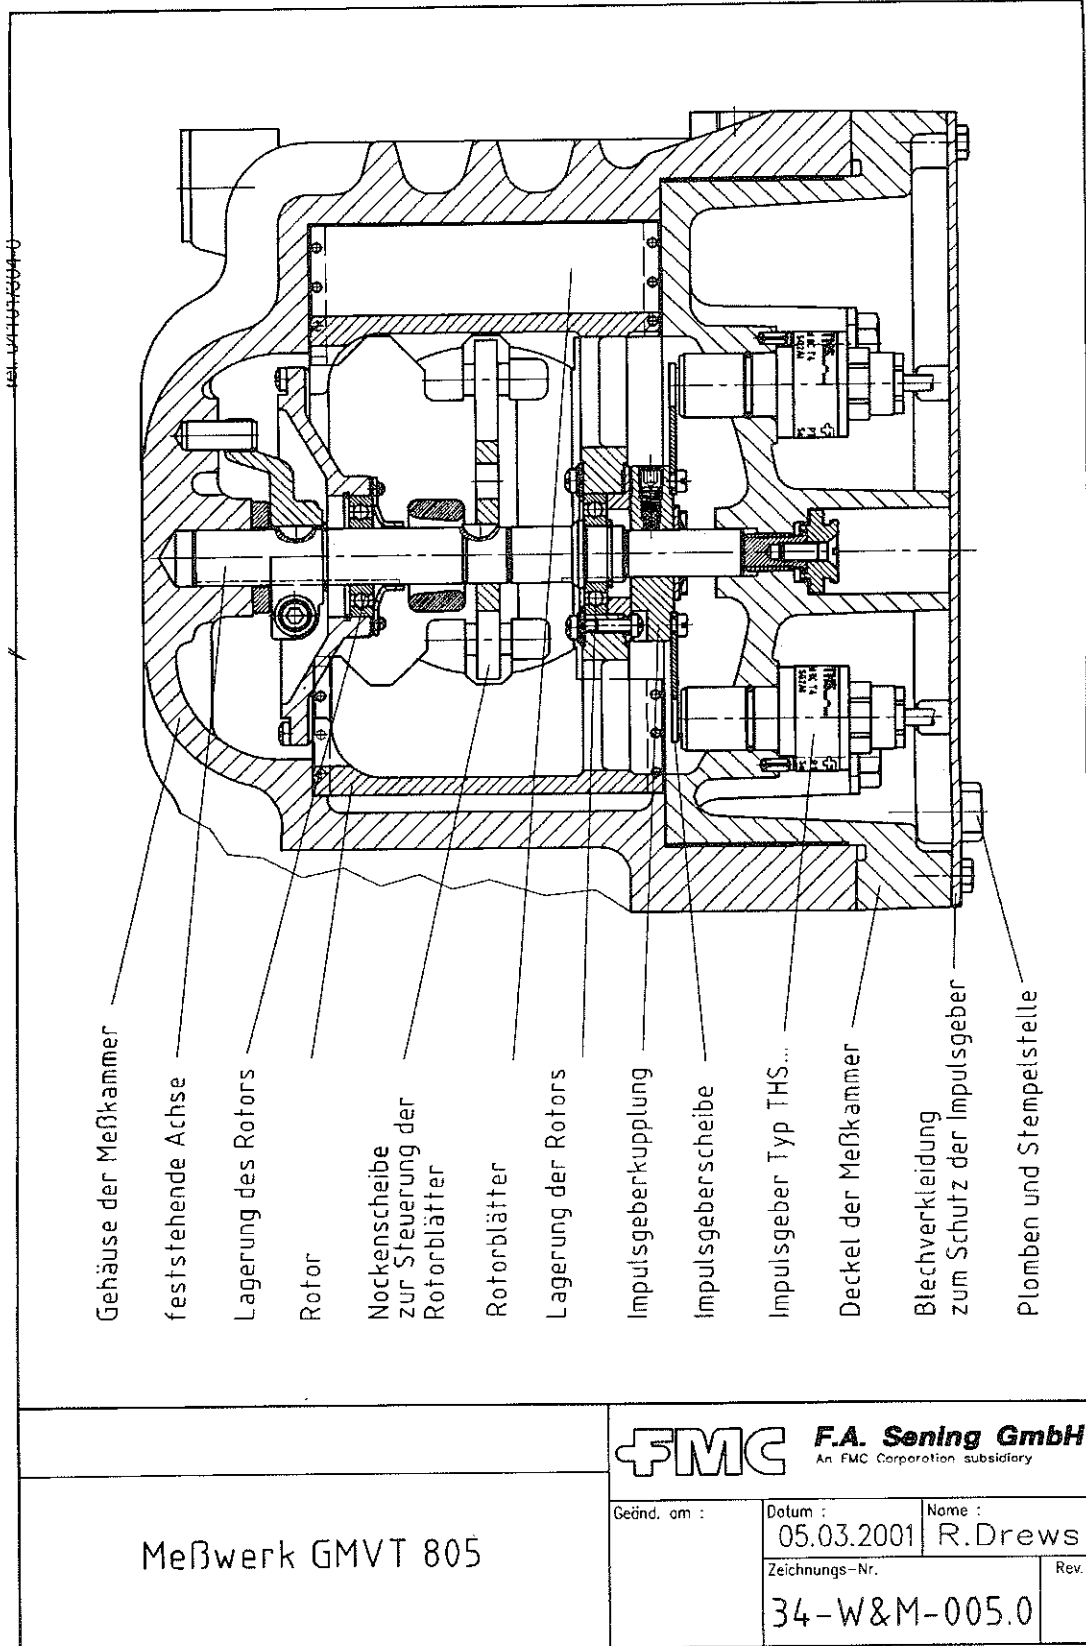 Gehäuse der Meßkammer
feststehende Achse
Lagerung des Rotors
Rotor
Nockenscheibe
zur Steuerung der
Rotorblätter
Rotorblätter
Lagerung der Rotors
Impulsgeberkupplung
Impulsgeberscheibe
Impulsgeber Typ THS...
Deckel der Meßkammer
Blechverkleidung
zum Schutz der Impulsgeber
Plomben und Stempelstelle
Meßwerk GMVT 805
FMC
F.A. Sening GmbH
An FMC Corporation subsidiary
Geänd. am :
Datum :
05.03.2001
Name :
R.Drews
Zeichnungs-Nr.
34-W&M-005.0
Rev.